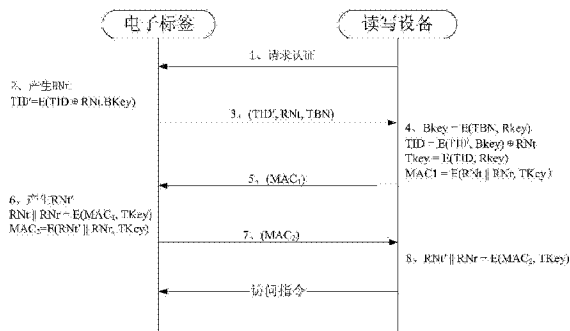 电子标签
读写设备
1、请求认证
2、产生RNt
TID'=E(TID⊕RNt,BKey)
3、(TID', RNt, TBN)
4、Bkey = E(TBN, Rkey)
TID = E(TID', Bkey) ⊕ RNt
Tkey = E(TID, Rkey)
MAC1 = E(RNt ‖ RNr, TKey)
5、(MAC₁)
6、产生RNt'
RNt ‖ RNr = E(MAC₁, TKey)
MAC₂=E(RNt' ‖ RNr, TKey)
7、(MAC₂)
8、RNt' ‖ RNr = E(MAC₂, TKey)
访问指令